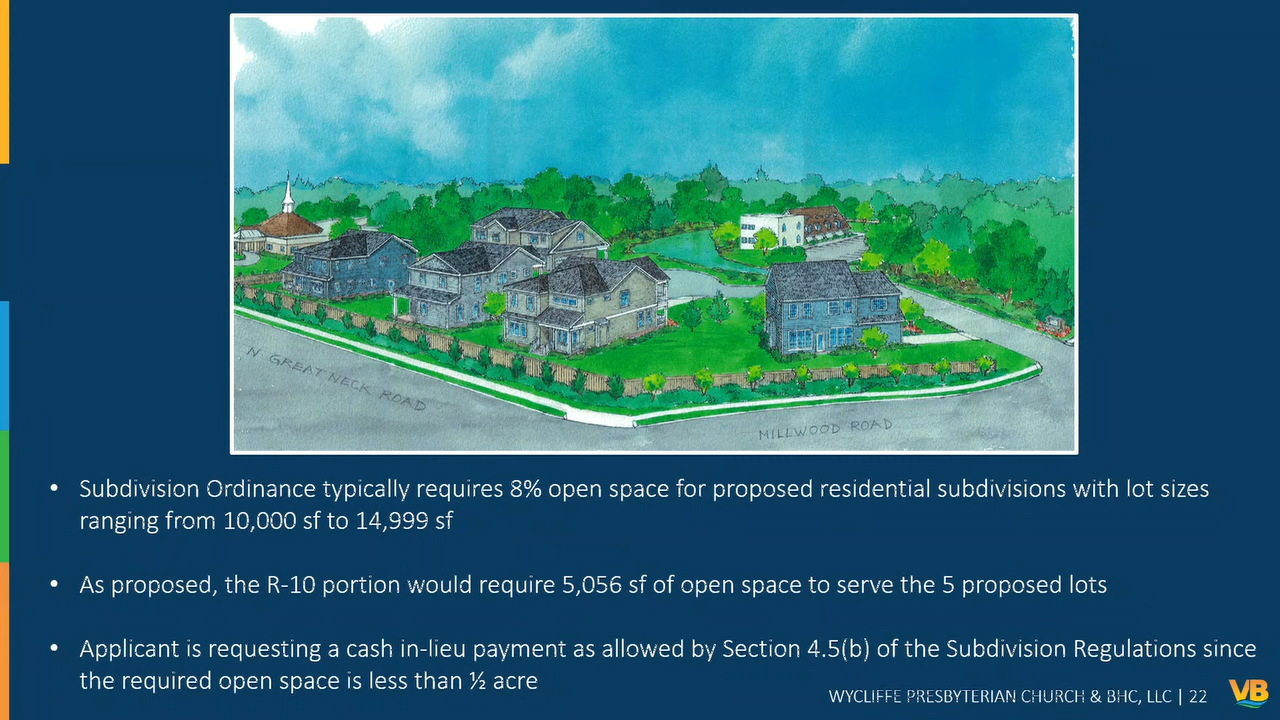 N GREAT NECK ROAD
MILLWOOD ROAD
• Subdivision Ordinance typically requires 8% open space for proposed residential subdivisions with lot sizes
ranging from 10,000 sf to 14,999 sf
• As proposed, the R-10 portion would require 5,056 sf of open space to serve the 5 proposed lots
• Applicant is requesting a cash in-lieu payment as allowed by Section 4.5(b) of the Subdivision Regulations since
the required open space is less than ½ acre
WYCLIFFE PRESBYTERIAN CHURCH & BHC, LLC | 22
VB